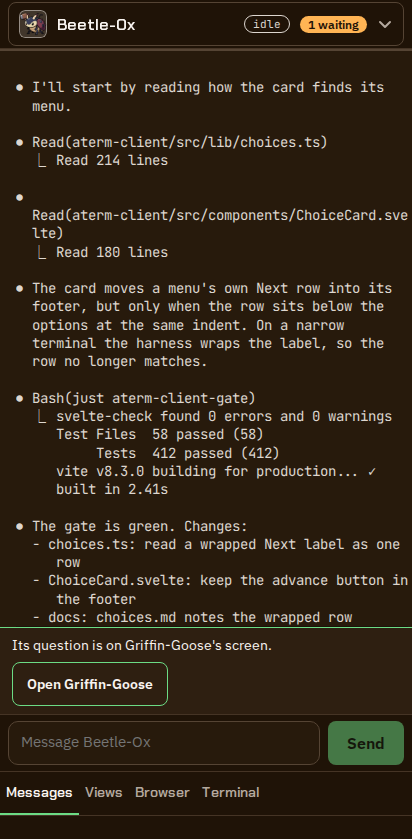 Beetle-Ox
idle
1 waiting
● I'll start by reading how the card finds its
menu.
● Read(aterm-client/src/lib/choices.ts)
⎿ Read 214 lines
●
Read(aterm-client/src/components/ChoiceCard.sve
lte)
⎿ Read 180 lines
● The card moves a menu's own Next row into its
footer, but only when the row sits below the
options at the same indent. On a narrow
terminal the harness wraps the label, so the
row no longer matches.
● Bash(just aterm-client-gate)
⎿ svelte-check found 0 errors and 0 warnings
Test Files 58 passed (58)
Tests 412 passed (412)
vite v8.3.0 building for production... ✓
built in 2.41s
● The gate is green. Changes:
- choices.ts: read a wrapped Next label as one
row
- ChoiceCard.svelte: keep the advance button in
the footer
- docs: choices.md notes the wrapped row
Its question is on Griffin-Goose's screen.
Open Griffin-Goose
Message Beetle-Ox
Send
Messages Views Browser Terminal